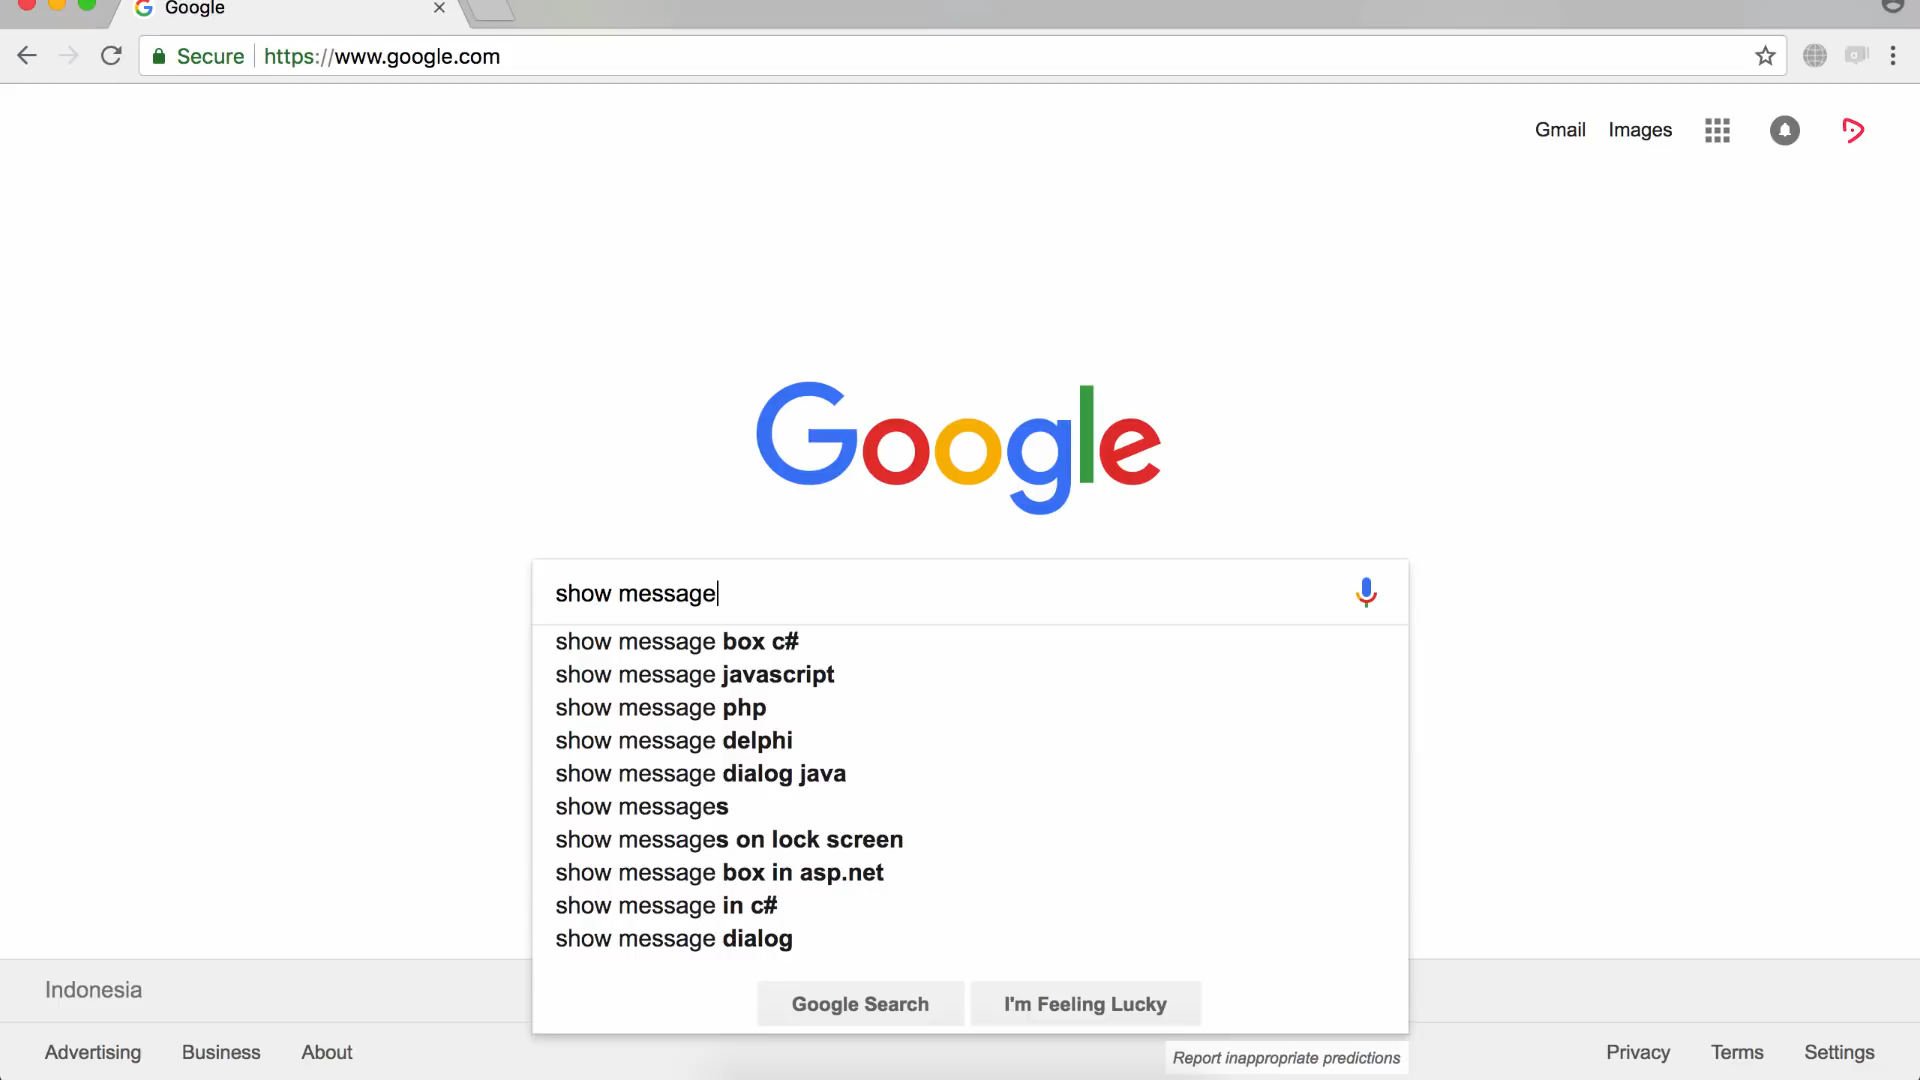 Google
Secure https://www.google.com
Gmail Images
Google
show message
show message box c#
show message javascript
show message php
show message delphi
show message dialog java
show messages
show messages on lock screen
show message box in asp.net
show message in c#
show message dialog
Google Search I'm Feeling Lucky
Indonesia
Report inappropriate predictions
Advertising Business About Privacy Terms Settings